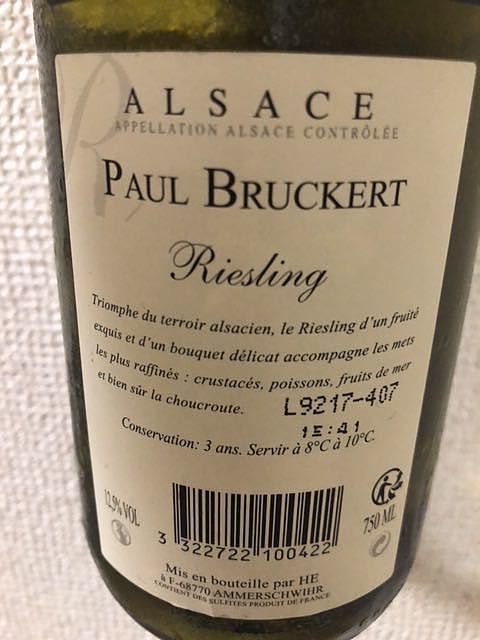 ALSACE
APPELLATION ALSACE CONTRÔLÉE
PAUL BRUCKERT
Riesling
Triomphe du terroir alsacien, le Riesling d'un fruité
exquis et d'un bouquet délicat accompagne les mets
les plus raffinés : crustacés, poissons, fruits de mer
et bien sûr la choucroute.
L9217-407
15:41
Conservation: 3 ans. Servir à 8°C à 10°C.
12,9% VOL
750 ML
3 322722 100422
Mis en bouteille par HE
à F-68770 AMMERSCHWIHR
CONTIENT DES SULFITES PRODUIT DE FRANCE